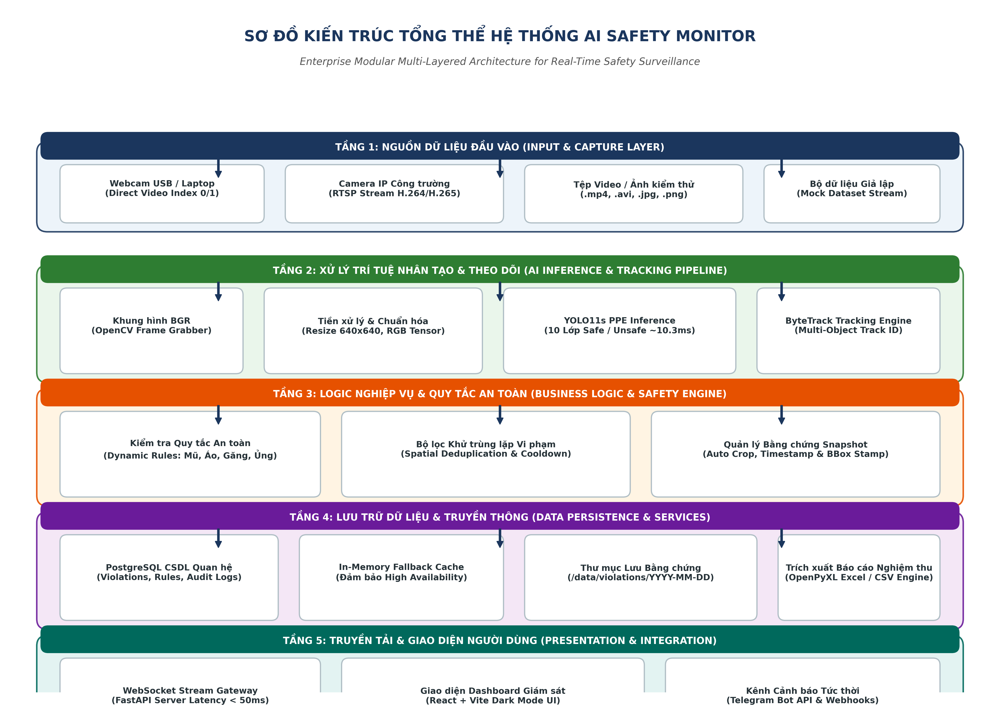 SƠ ĐỒ KIẾN TRÚC TỔNG THỂ HỆ THỐNG AI SAFETY MONITOR
Enterprise Modular Multi-Layered Architecture for Real-Time Safety Surveillance
TẦNG 1: NGUỒN DỮ LIỆU ĐẦU VÀO (INPUT & CAPTURE LAYER)
Webcam USB / Laptop
(Direct Video Index 0/1)
Camera IP Công trường
(RTSP Stream H.264/H.265)
Tệp Video / Ảnh kiểm thử
(.mp4, .avi, .jpg, .png)
Bộ dữ liệu Giả lập
(Mock Dataset Stream)
TẦNG 2: XỬ LÝ TRÍ TUỆ NHÂN TẠO & THEO DÕI (AI INFERENCE & TRACKING PIPELINE)
Khung hình BGR
(OpenCV Frame Grabber)
Tiền xử lý & Chuẩn hóa
(Resize 640x640, RGB Tensor)
YOLO11s PPE Inference
(10 Lớp Safe / Unsafe ~10.3ms)
ByteTrack Tracking Engine
(Multi-Object Track ID)
TẦNG 3: LOGIC NGHIỆP VỤ & QUY TẮC AN TOÀN (BUSINESS LOGIC & SAFETY ENGINE)
Kiểm tra Quy tắc An toàn
(Dynamic Rules: Mũ, Áo, Găng, Ủng)
Bộ lọc Khử trùng lặp Vi phạm
(Spatial Deduplication & Cooldown)
Quản lý Bằng chứng Snapshot
(Auto Crop, Timestamp & BBox Stamp)
TẦNG 4: LƯU TRỮ DỮ LIỆU & TRUYỀN THÔNG (DATA PERSISTENCE & SERVICES)
PostgreSQL CSDL Quan hệ
(Violations, Rules, Audit Logs)
In-Memory Fallback Cache
(Đảm bảo High Availability)
Thư mục Lưu Bằng chứng
(/data/violations/YYYY-MM-DD)
Trích xuất Báo cáo Nghiệm thu
(OpenPyXL Excel / CSV Engine)
TẦNG 5: TRUYỀN TẢI & GIAO DIỆN NGƯỜI DÙNG (PRESENTATION & INTEGRATION)
WebSocket Stream Gateway
(FastAPI Server Latency < 50ms)
Giao diện Dashboard Giám sát
(React + Vite Dark Mode UI)
Kênh Cảnh báo Tức thời
(Telegram Bot API & Webhooks)